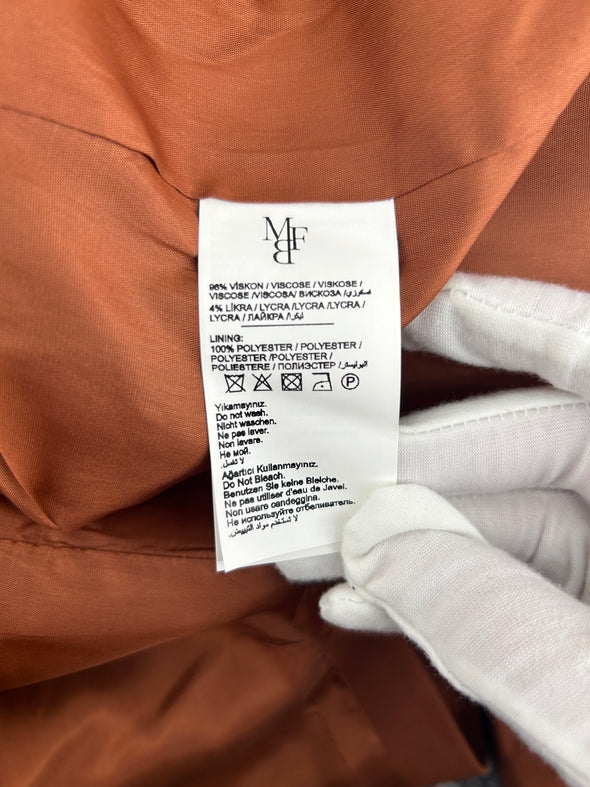 MFB
96% VİSKON / VISCOSE / VISKOSE /
VISCOSE /VISCOSA/ ВИСКОЗА /فسكوزي
4% LİKRA/ LYCRA /LYCRA /LYCRA /
LYCRA / ЛАЙКРА /ليكرا
LINING:
100% POLYESTER / POLYESTER /
POLYESTER /POLYESTER /
POLIESTERE / ПОЛИЭСТЕР /البوليستر
P
Yıkamayınız.
Do not wash.
Nicht waschen.
Ne pas laver.
Non lavare.
Не мой.
لا تغسل.
Ağartıcı Kullanmayınız.
Do Not Bleach.
Benutzen Sie keine Bleiche.
Ne pas utiliser d'eau de Javel.
Non usare candeggina.
Не используйте отбеливатель.
لا تستخدم مواد التبييض.